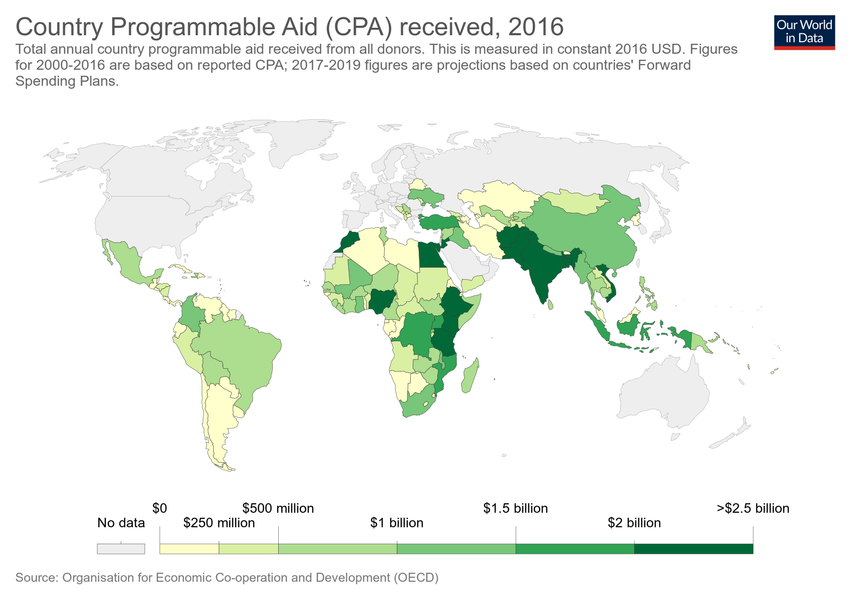 Country Programmable Aid (CPA) received, 2016
Our World
in Data
Total annual country programmable aid received from all donors. This is measured in constant 2016 USD. Figures
for 2000-2016 are based on reported CPA; 2017-2019 figures are projections based on countries' Forward
Spending Plans.
$0
$500 million
$1.5 billion
>$2.5 billion
No data
$250 million
$1 billion
$2 billion
Source: Organisation for Economic Co-operation and Development (OECD)